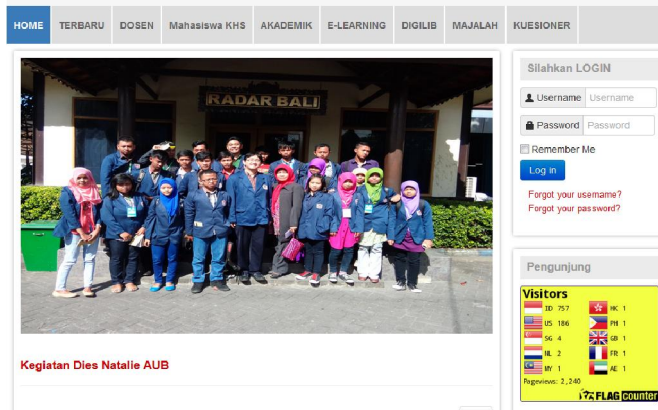 HOME TERBARU DOSEN Mahasiswa KHS AKADEMIK E-LEARNING DIGILIB MAJALAH KUESIONER
RADAR BALI
Kegiatan Dies Natalie AUB
Silahkan LOGIN
Username Username
Password Password
Remember Me
Log in
Forgot your username?
Forgot your password?
Pengunjung
Visitors
ID 757 HK 1
US 186 PH 1
SG 4 GB 1
NL 2 FR 1
MY 1 AE 1
Pageviews: 2,240
FLAG counter